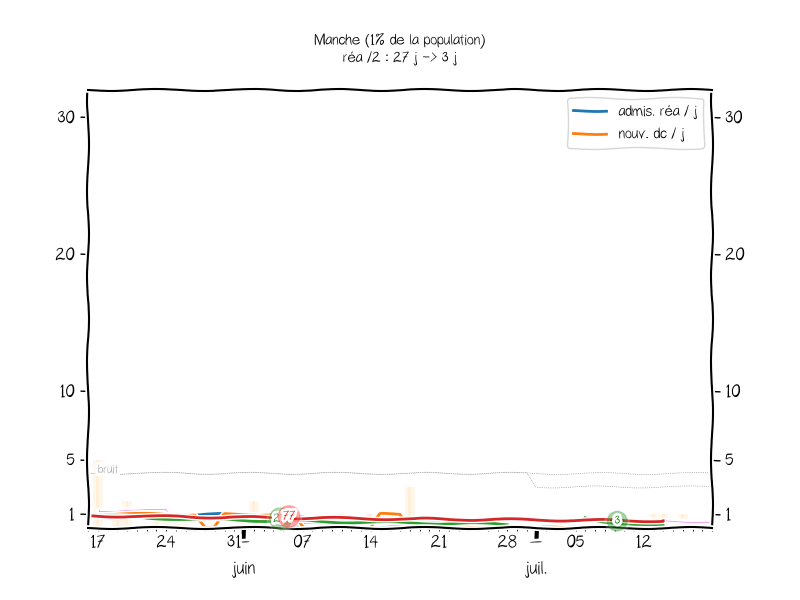 Manche (1% de la population)
réa /2 : 27 j -> 3 j
admis. réa / j
nouv. dc / j
30
30
20
20
10
10
5
5
bruit
1
1
77
3
17 24 31 07 14 21 28 05 12
juin juil.